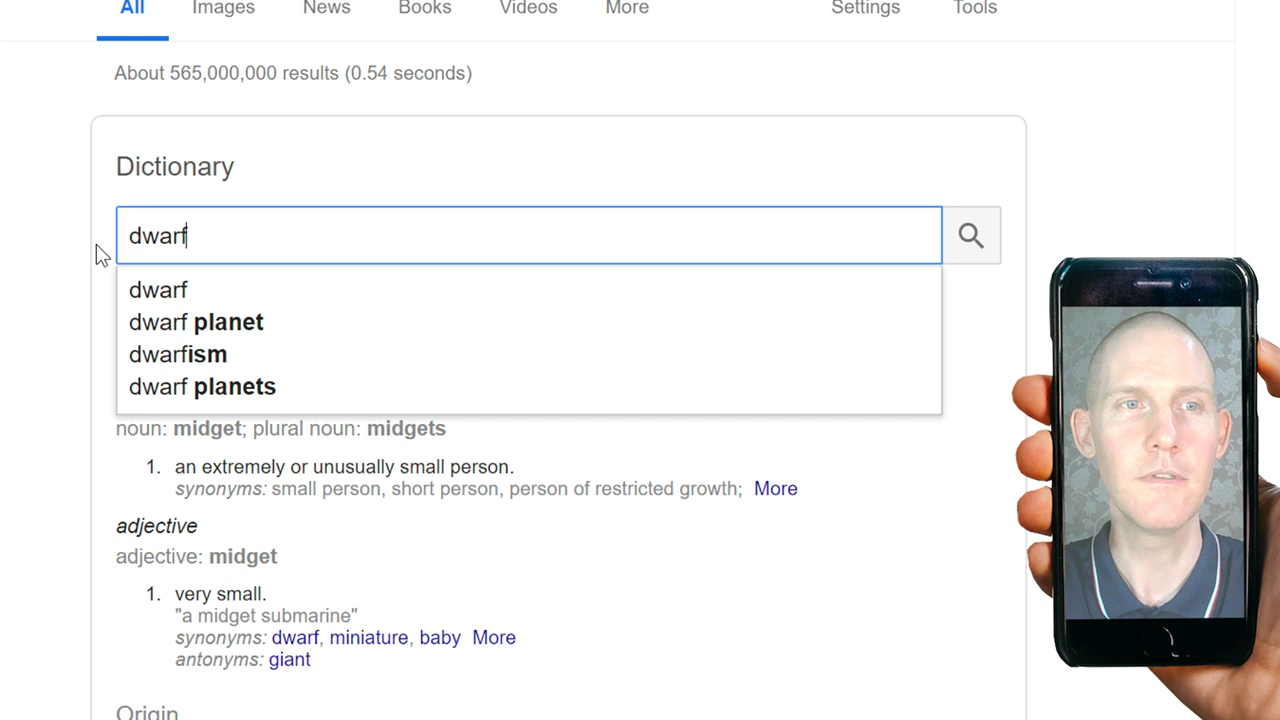 All Images News Books Videos More Settings Tools
About 565,000,000 results (0.54 seconds)
Dictionary
dwarf
dwarf
dwarf planet
dwarfism
dwarf planets
noun: midget; plural noun: midgets
1. an extremely or unusually small person.
synonyms: small person, short person, person of restricted growth; More
adjective
adjective: midget
1. very small.
"a midget submarine"
synonyms: dwarf, miniature, baby More
antonyms: giant
Origin